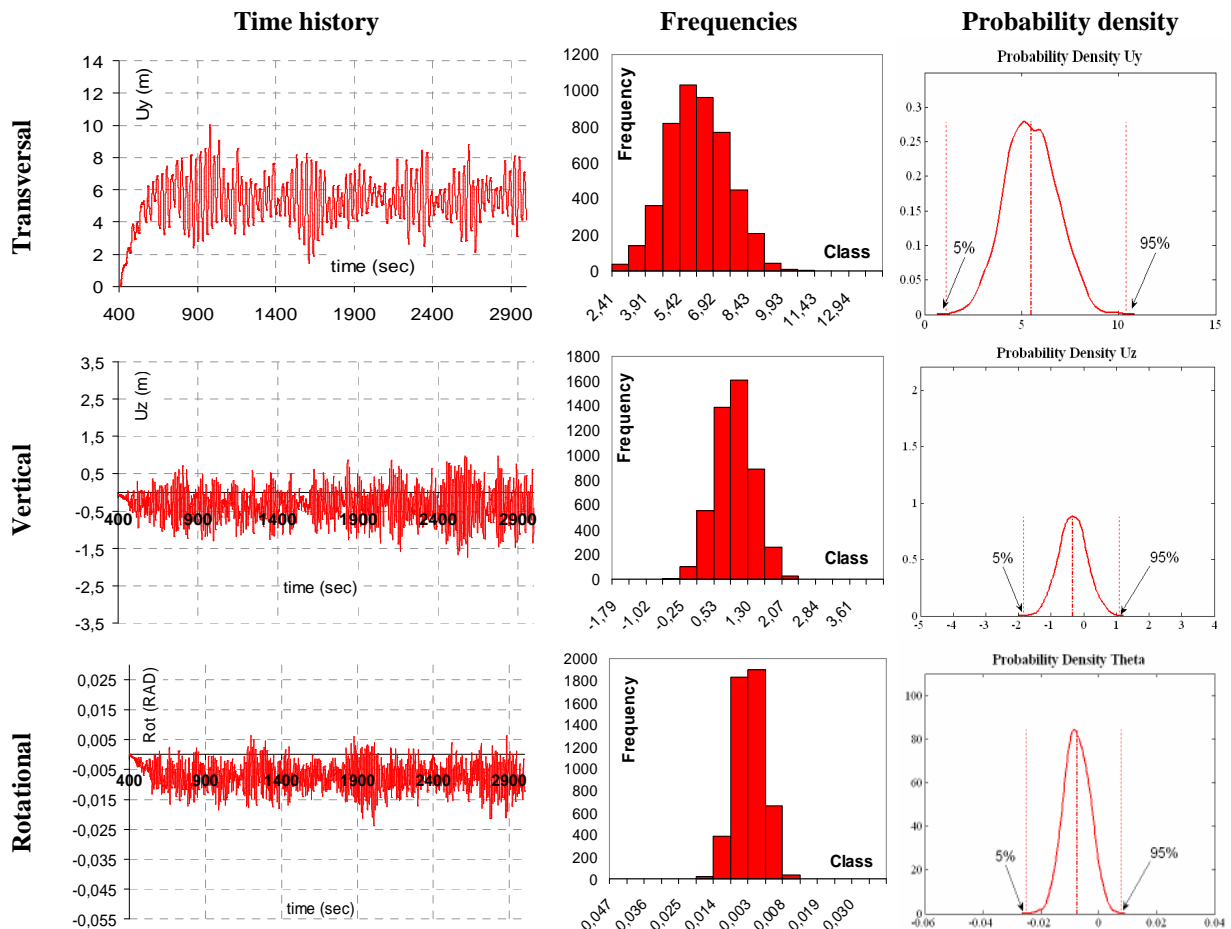 Time history
Frequencies
Probability density
Transversal
14
12
10
8
6
4
2
0
Uy (m)
time (sec)
400 900 1400 1900 2400 2900
1200
1000
800
600
400
200
0
Frequency
Class
2,41 3,91 5,42 6,92 8,43 9,93 11,43 12,94
Probability Density Uy
0.3
0.25
0.2
0.15
0.1
0.05
0
5%
95%
0 5 10 15
Vertical
3,5
2,5
1,5
0,5
-0,5
-1,5
-2,5
-3,5
Uz (m)
400 900 1400 1900 2400 2900
time (sec)
1800
1600
1400
1200
1000
800
600
400
200
0
Frequency
Class
-1,79 -1,02 -0,25 0,53 1,30 2,07 2,84 3,61
Probability Density Uz
2
1.5
1
0.5
0
5%
95%
-5 -4 -3 -2 -1 0 1 2 3 4
Rotational
0,025
0,015
0,005
-0,005
-0,015
-0,025
-0,035
-0,045
-0,055
Rot (RAD)
400 900 1400 1900 2400 2900
time (sec)
2000
1800
1600
1400
1200
1000
800
600
400
200
0
Frequency
Class
0,047 0,036 0,025 0,014 0,003 0,008 0,019 0,030
Probability Density Theta
100
80
60
40
20
0
5%
95%
-0.06 -0.04 -0.02 0 0.02 0.04